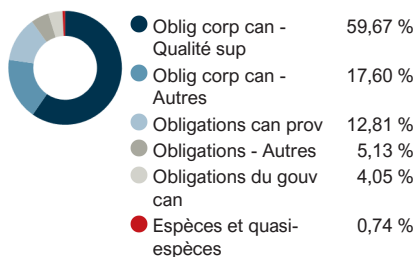 Oblig corp can - 59,67 %
Qualité sup
Oblig corp can - 17,60 %
Autres
Obligations can prov 12,81 %
Obligations - Autres 5,13 %
Obligations du gouv 4,05 %
can
Espèces et quasi- 0,74 %
espèces